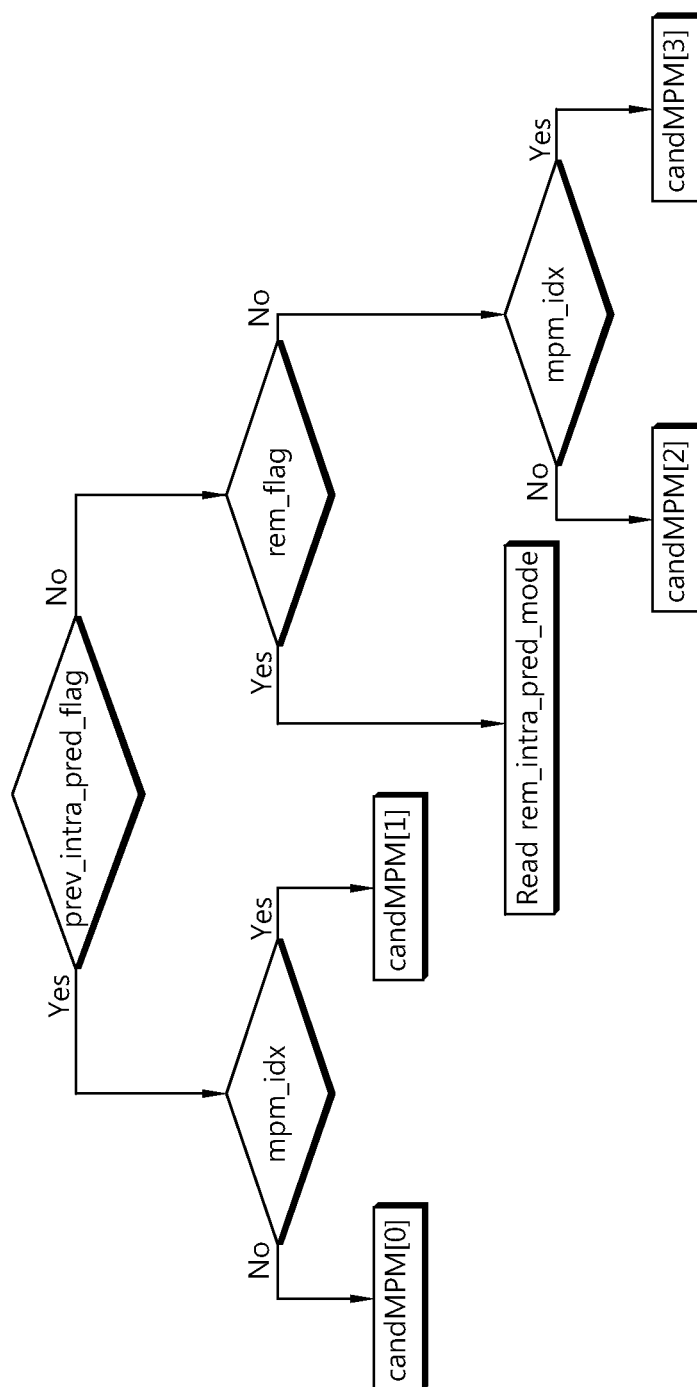 prev_intra_pred_flag
Yes
No
mpm_idx
rem_flag
No
Yes
Yes
No
candMPM[0]
candMPM[1]
Read rem_intra_pred_mode
mpm_idx
No
Yes
candMPM[2]
candMPM[3]